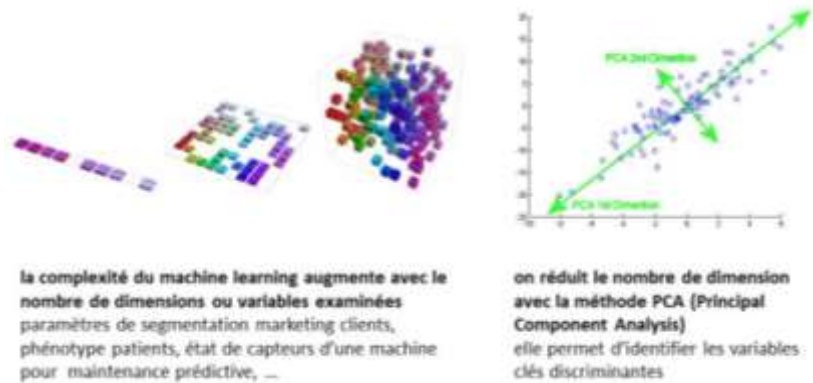 PCA 2nd Dimention
PCA 1st Dimention
la complexité du machine learning augmente avec le
nombre de dimensions ou variables examinées
paramètres de segmentation marketing clients,
phénotype patients, état de capteurs d'une machine
pour maintenance prédictive, ...
on réduit le nombre de dimension
avec la méthode PCA (Principal
Component Analysis)
elle permet d'identifier les variables
clés discriminantes